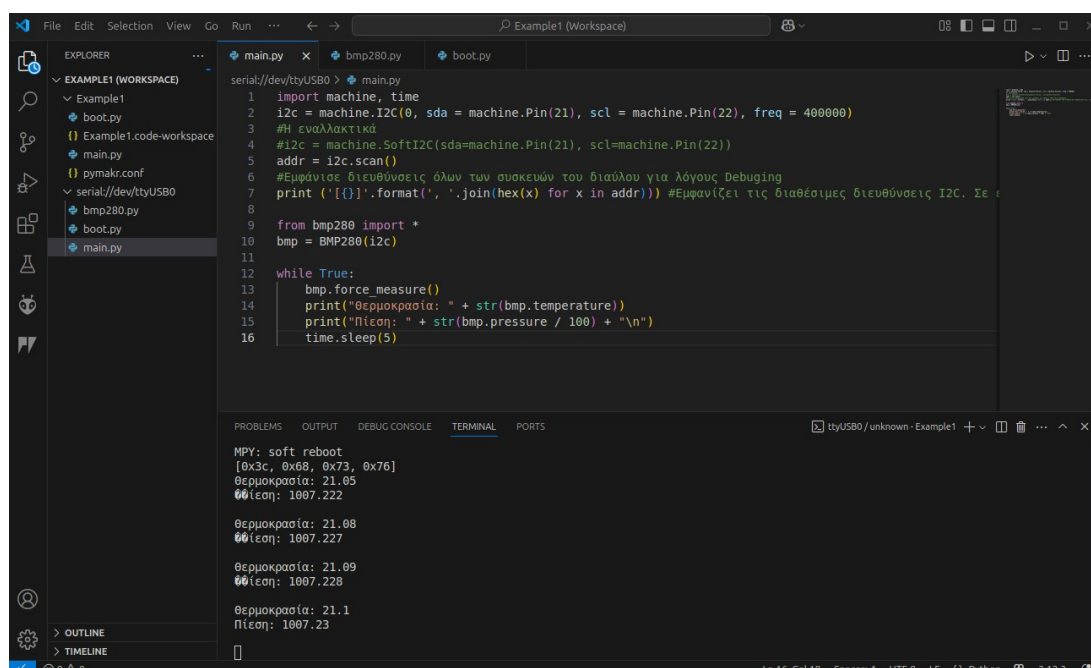 File Edit Selection View Go Run ··· ← → Example1 (Workspace)
EXPLORER ···
EXAMPLE1 (WORKSPACE)
Example1
boot.py
Example1.code-workspace
main.py
pymakr.conf
serial://dev/ttyUSB0
bmp280.py
boot.py
main.py
OUTLINE
TIMELINE
main.py × bmp280.py boot.py
serial://dev/ttyUSB0 > main.py
1 import machine, time
2 i2c = machine.I2C(0, sda = machine.Pin(21), scl = machine.Pin(22), freq = 400000)
3 #Η εναλλακτικά
4 #i2c = machine.SoftI2C(sda=machine.Pin(21), scl=machine.Pin(22))
5 addr = i2c.scan()
6 #Εμφάνισε διευθύνσεις όλων των συσκευών του διαύλου για λόγους Debuging
7 print ('[{}]'.format(', '.join(hex(x) for x in addr))) #Εμφανίζει τις διαθέσιμες διευθύνσεις I2C. Σε
8
9 from bmp280 import *
10 bmp = BMP280(i2c)
11
12 while True:
13 bmp.force_measure()
14 print("Θερμοκρασία: " + str(bmp.temperature))
15 print("Πίεση: " + str(bmp.pressure / 100) + "\n")
16 time.sleep(5)
PROBLEMS OUTPUT DEBUG CONSOLE TERMINAL PORTS ttyUSB0 / unknown - Example1
MPY: soft reboot
[0x3c, 0x68, 0x73, 0x76]
Θερμοκρασία: 21.05
��ίεση: 1007.222
Θερμοκρασία: 21.08
��ίεση: 1007.227
Θερμοκρασία: 21.09
��ίεση: 1007.228
Θερμοκρασία: 21.1
Πίεση: 1007.23